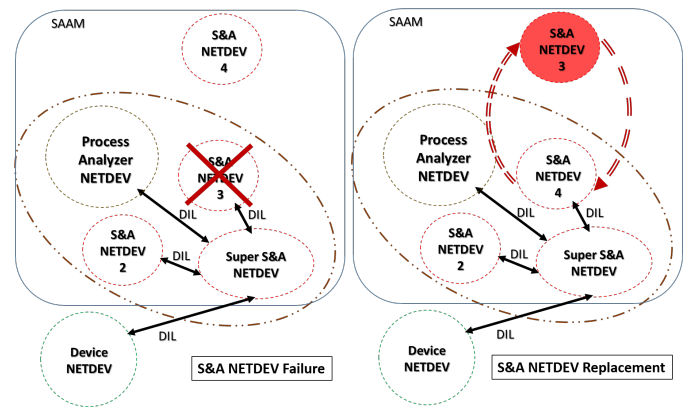 SAAM
S&A
NETDEV
4
Process
Analyzer
NETDEV
S&A
NETDEV
3
DIL
DIL
S&A
NETDEV
2
DIL
Super S&A
NETDEV
DIL
Device
NETDEV
S&A NETDEV Failure
SAAM
S&A
NETDEV
3
Process
Analyzer
NETDEV
S&A
NETDEV
4
DIL
DIL
S&A
NETDEV
2
DIL
Super S&A
NETDEV
DIL
Device
NETDEV
S&A NETDEV Replacement